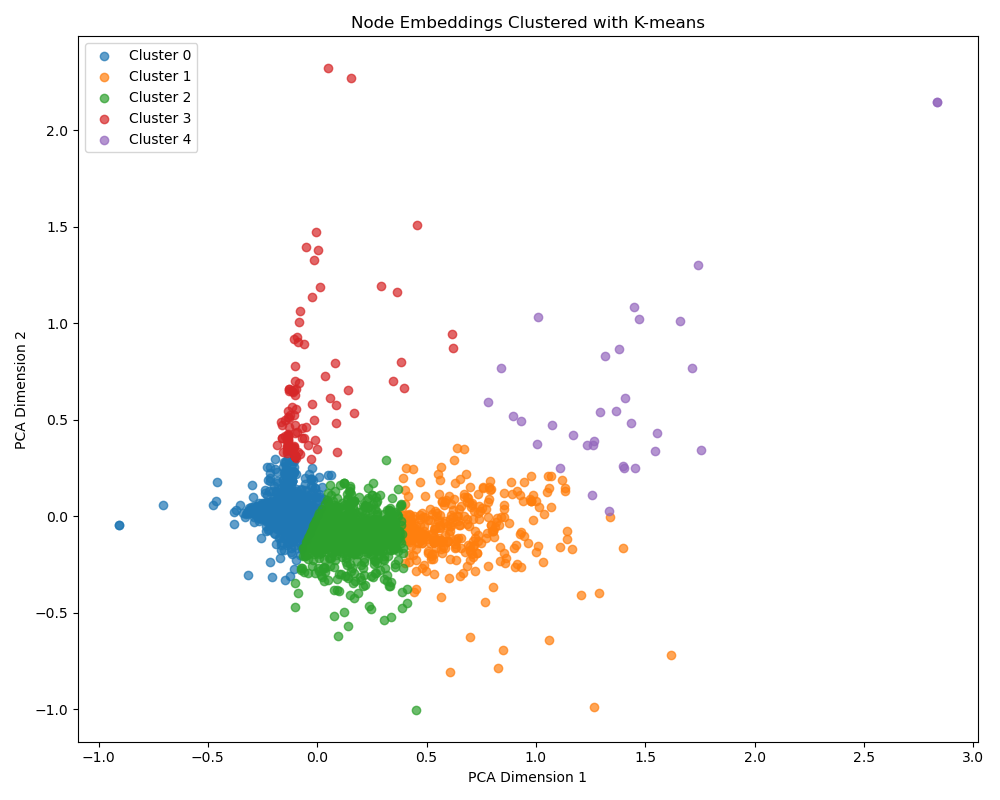 Node Embeddings Clustered with K-means
Cluster 0
Cluster 1
Cluster 2
Cluster 3
Cluster 4
PCA Dimension 2
2.0
1.5
1.0
0.5
0.0
−0.5
−1.0
−1.0
−0.5
0.0
0.5
1.0
1.5
2.0
2.5
3.0
PCA Dimension 1